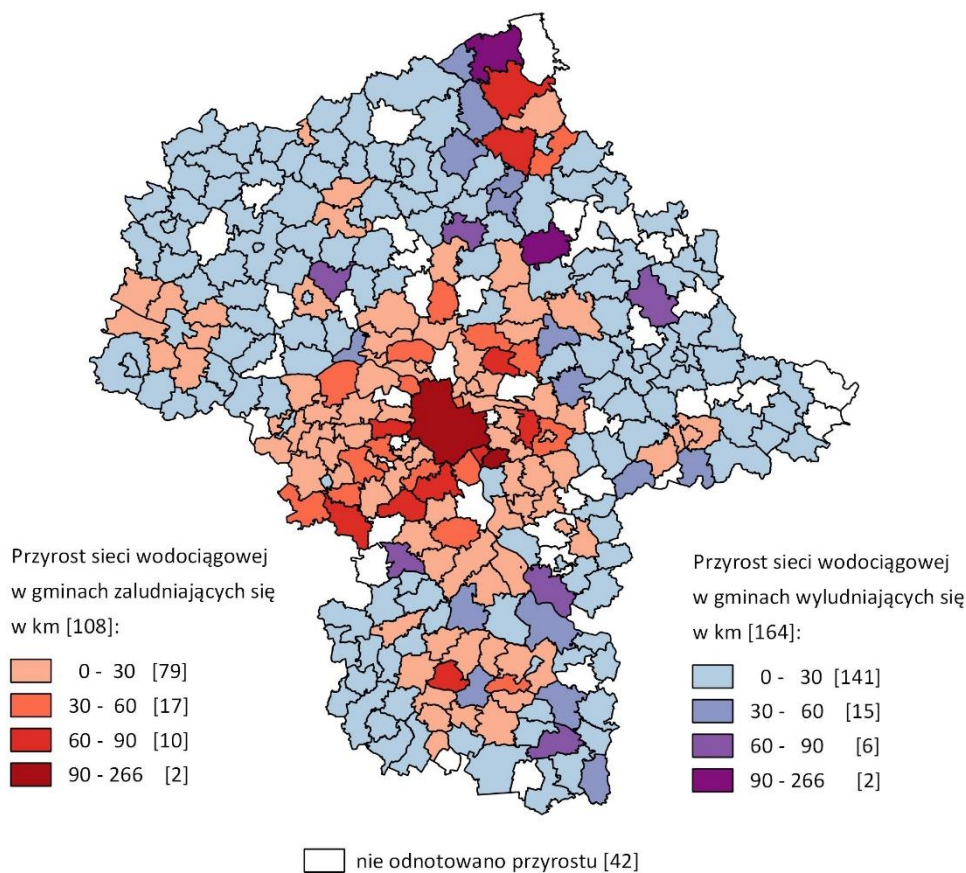 Przyrost sieci wodociągowej
w gminach zaludniających się
w km [108]:
0 - 30 [79]
30 - 60 [17]
60 - 90 [10]
90 - 266 [2]
Przyrost sieci wodociągowej
w gminach wyludniających się
w km [164]:
0 - 30 [141]
30 - 60 [15]
60 - 90 [6]
90 - 266 [2]
nie odnotowano przyrostu [42]